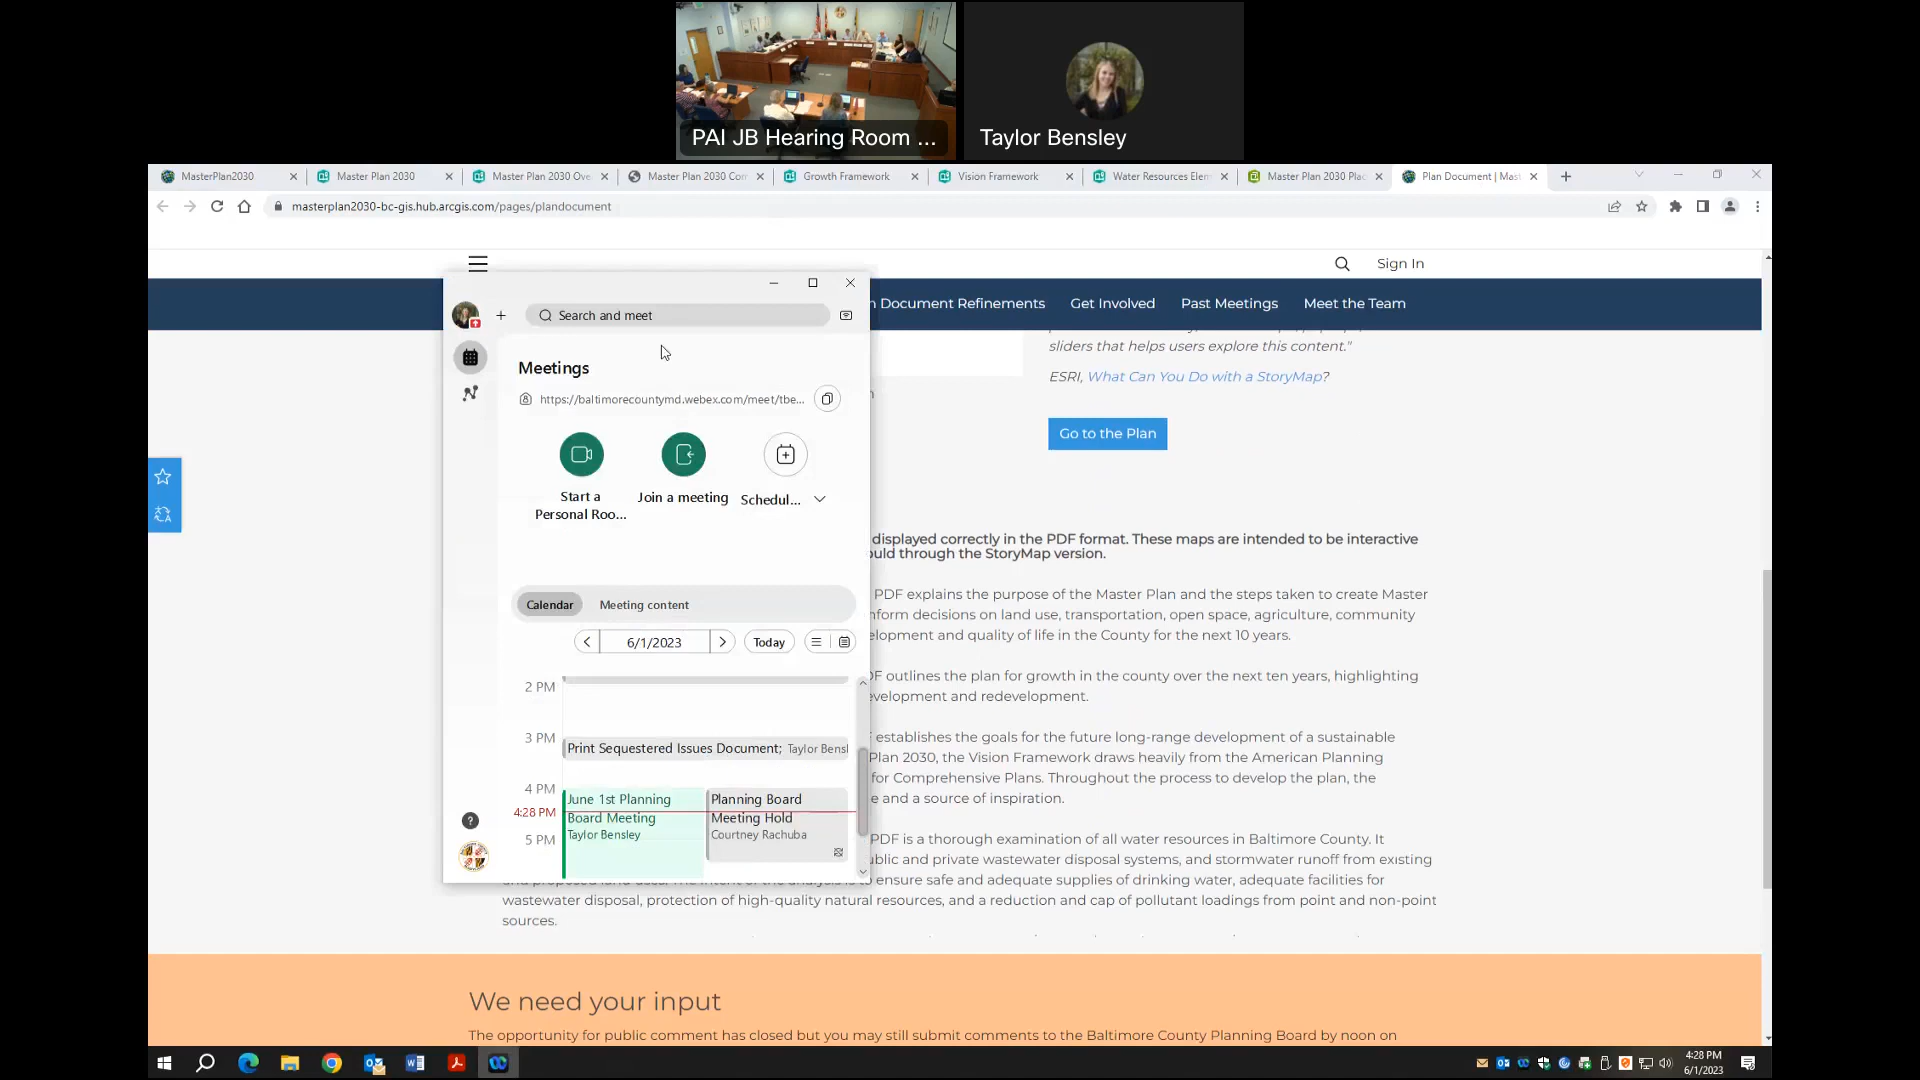 PAI JB Hearing Room ...
Taylor Bensley
MasterPlan2030
Master Plan 2030
Master Plan 2030 Ove
Master Plan 2030 Com
Growth Framework
Vision Framework
Water Resources Elem
Master Plan 2030 Plac
Plan Document | Mast
masterplan2030-bc-gis.hub.arcgis.com/pages/plandocument
Sign In
Document Refinements
Get Involved
Past Meetings
Meet the Team
sliders that helps users explore this content."
ESRI, What Can You Do with a StoryMap?
Go to the Plan
Search and meet
Meetings
https://baltimorecountymd.webex.com/meet/tbe...
Start a
Personal Roo...
Join a meeting
Schedul...
Calendar
Meeting content
6/1/2023
Today
2 PM
3 PM
Print Sequestered Issues Document; Taylor Bensl
4 PM
June 1st Planning
Board Meeting
Taylor Bensley
Planning Board
Meeting Hold
Courtney Rachuba
4:28 PM
5 PM
displayed correctly in the PDF format. These maps are intended to be interactive
ould through the StoryMap version.
PDF explains the purpose of the Master Plan and the steps taken to create Master
nform decisions on land use, transportation, open space, agriculture, community
elopment and quality of life in the County for the next 10 years.
DF outlines the plan for growth in the county over the next ten years, highlighting
evelopment and redevelopment.
F establishes the goals for the future long-range development of a sustainable
Plan 2030, the Vision Framework draws heavily from the American Planning
for Comprehensive Plans. Throughout the process to develop the plan, the
e and a source of inspiration.
PDF is a thorough examination of all water resources in Baltimore County. It
ublic and private wastewater disposal systems, and stormwater runoff from existing
o ensure safe and adequate supplies of drinking water, adequate facilities for
wastewater disposal, protection of high-quality natural resources, and a reduction and cap of pollutant loadings from point and non-point
sources.
We need your input
The opportunity for public comment has closed but you may still submit comments to the Baltimore County Planning Board by noon on
4:28 PM
6/1/2023